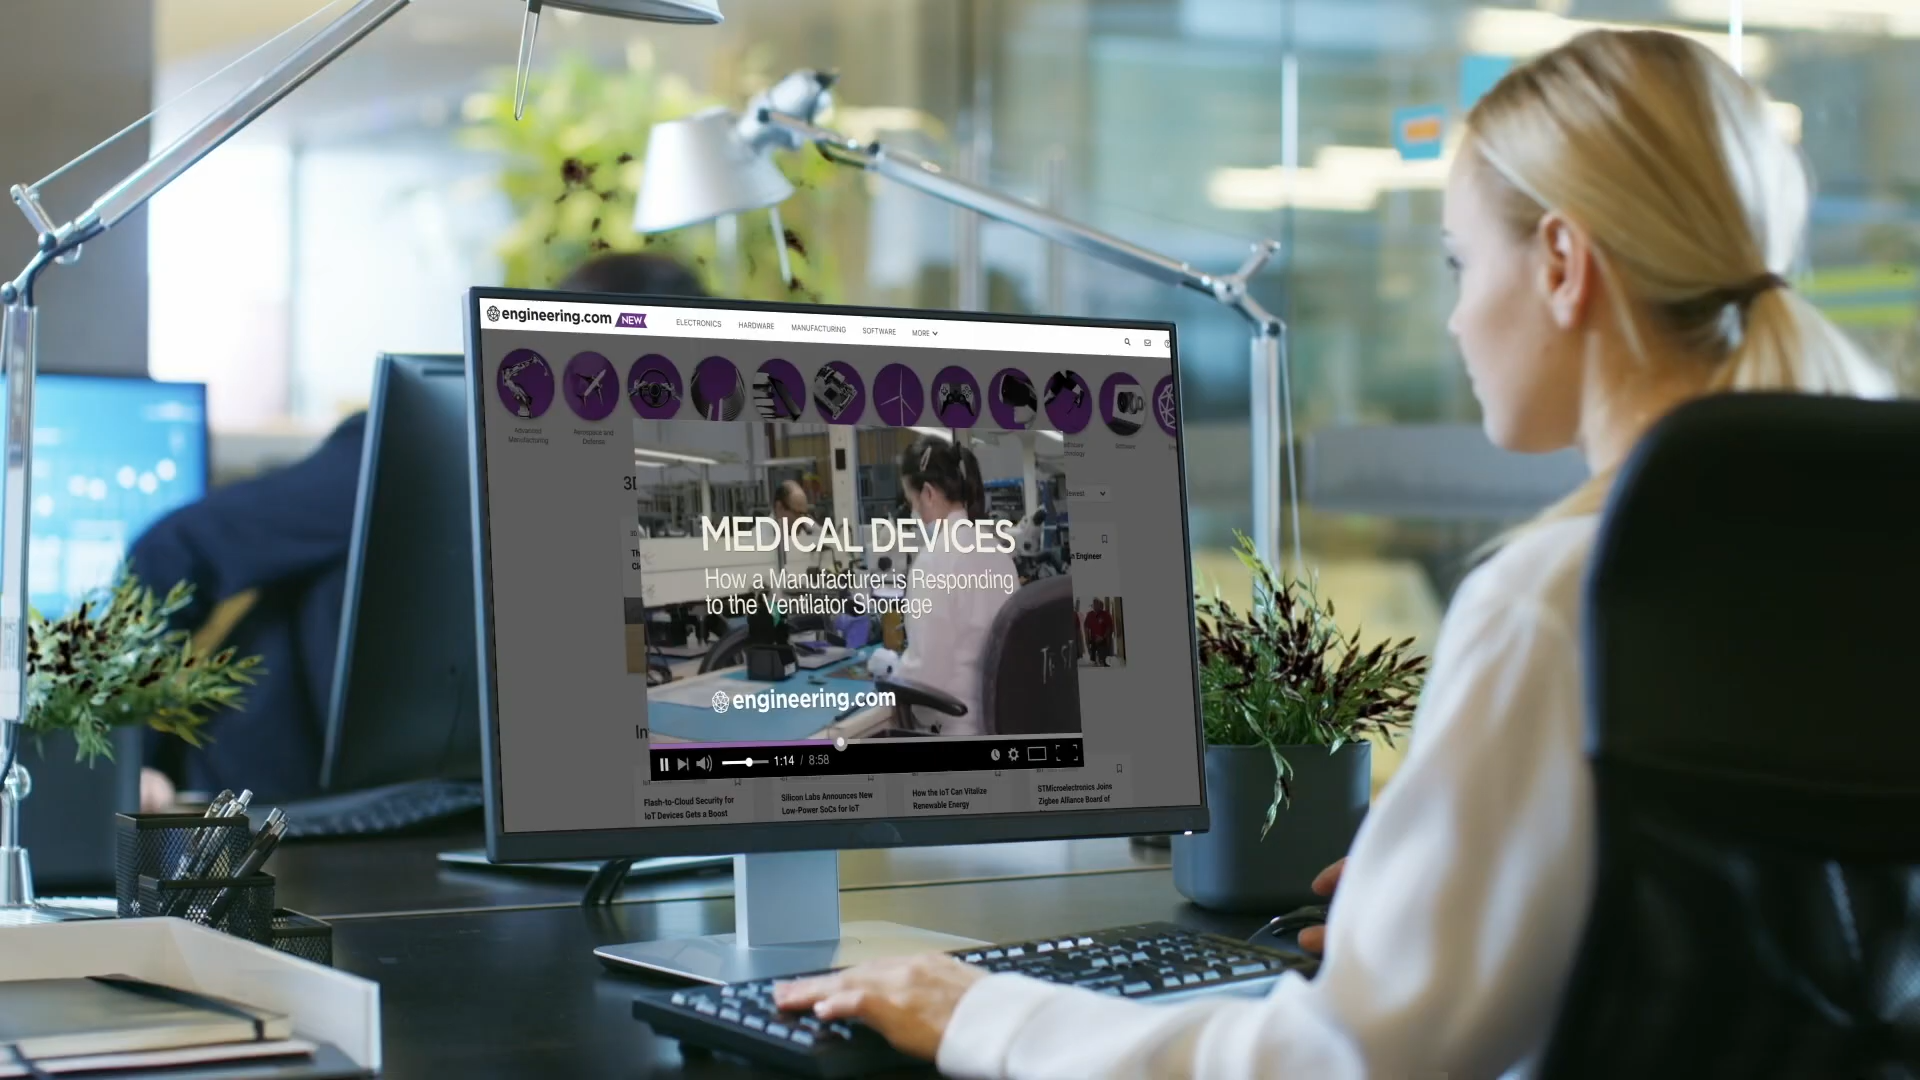 engineering.com NEW ELECTRONICS HARDWARE MANUFACTURING SOFTWARE MORE
Advanced
Manufacturing
Aerospace and
Defense
MEDICAL DEVICES
How a Manufacturer is Responding
to the Ventilator Shortage
engineering.com
1:14 / 8:58
Flash-to-Cloud Security for
IoT Devices Gets a Boost
Silicon Labs Announces New
Low-Power SoCs for IoT
How the IoT Can Vitalize
Renewable Energy
STMicroelectronics Joins
Zigbee Alliance Board of